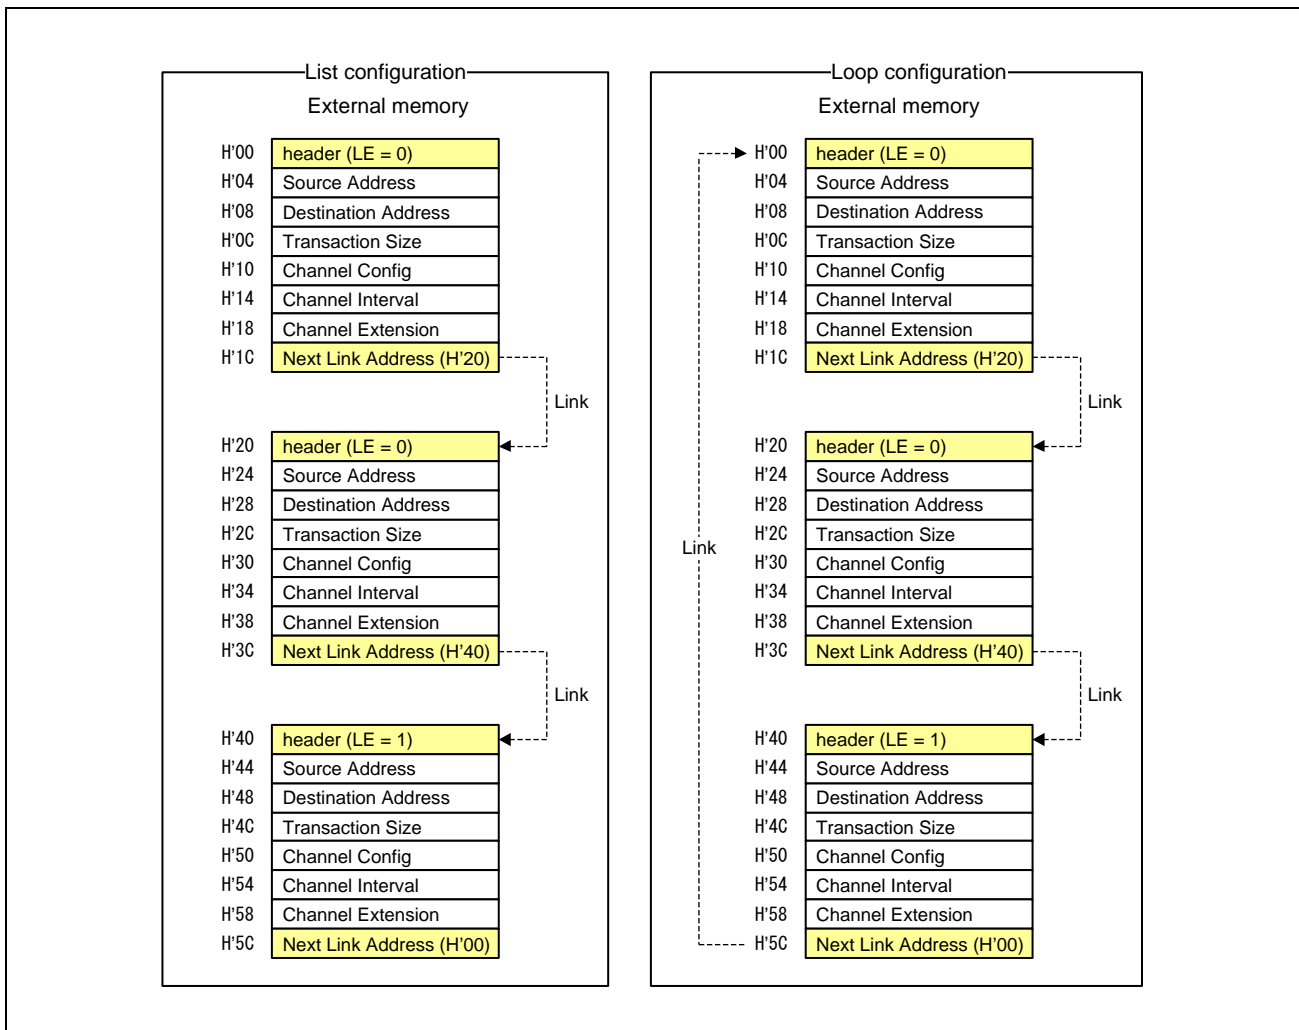 List configuration
External memory
H'00 header (LE = 0)
H'04 Source Address
H'08 Destination Address
H'0C Transaction Size
H'10 Channel Config
H'14 Channel Interval
H'18 Channel Extension
H'1C Next Link Address (H'20)
Link
H'20 header (LE = 0)
H'24 Source Address
H'28 Destination Address
H'2C Transaction Size
H'30 Channel Config
H'34 Channel Interval
H'38 Channel Extension
H'3C Next Link Address (H'40)
Link
H'40 header (LE = 1)
H'44 Source Address
H'48 Destination Address
H'4C Transaction Size
H'50 Channel Config
H'54 Channel Interval
H'58 Channel Extension
H'5C Next Link Address (H'00)
Loop configuration
External memory
H'00 header (LE = 0)
H'04 Source Address
H'08 Destination Address
H'0C Transaction Size
H'10 Channel Config
H'14 Channel Interval
H'18 Channel Extension
H'1C Next Link Address (H'20)
Link
H'20 header (LE = 0)
H'24 Source Address
H'28 Destination Address
H'2C Transaction Size
Link
H'30 Channel Config
H'34 Channel Interval
H'38 Channel Extension
H'3C Next Link Address (H'40)
Link
H'40 header (LE = 1)
H'44 Source Address
H'48 Destination Address
H'4C Transaction Size
H'50 Channel Config
H'54 Channel Interval
H'58 Channel Extension
H'5C Next Link Address (H'00)